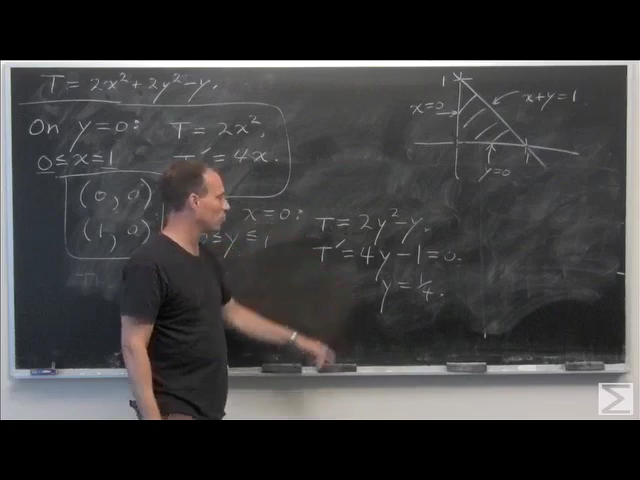 T = 2x² + 2y² - y.
On y=0: T = 2x²,
0 ≤ x ≤ 1 T' = 4x.
(0, 0)
(1, 0)
x=0: T = 2y² - y.
0 ≤ y ≤ 1 T' = 4y - 1 = 0.
y = 1/4.
1
x=0
x+y=1
1
y=0
Σ